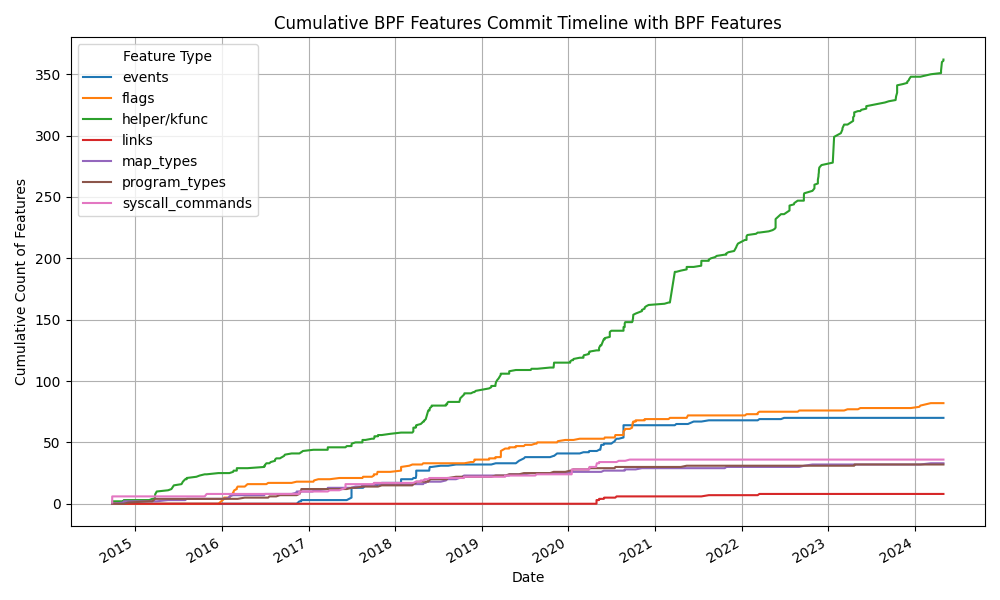 Cumulative BPF Features Commit Timeline with BPF Features
Cumulative Count of Features
350
300
250
200
150
100
50
0
Feature Type
events
flags
helper/kfunc
links
map_types
program_types
syscall_commands
2015
2016
2017
2018
2019
2020
2021
2022
2023
2024
Date